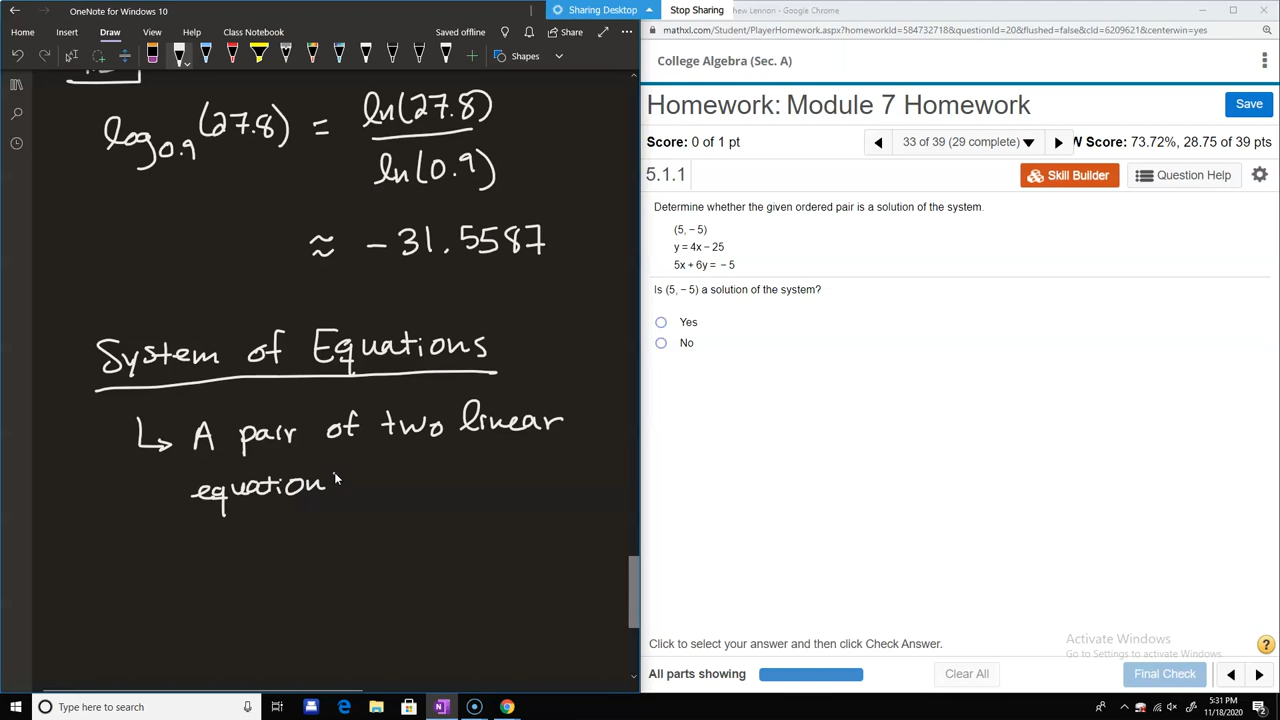 OneNote for Windows 10
Sharing Desktop
Stop Sharing
hew Lennon - Google Chrome
Home Insert Draw View Help Class Notebook Saved offline Share
mathxl.com/Student/PlayerHomework.aspx?homeworkId=584732718&questionId=20&flushed=false&cId=6209621&centerwin=yes
Shapes
College Algebra (Sec. A)
log0.9 (27.8) = ln(27.8) / ln(0.9)
≈ -31.5587
System of Equations
↳ A pair of two linear
equation
Homework: Module 7 Homework
Save
Score: 0 of 1 pt
33 of 39 (29 complete)
W Score: 73.72%, 28.75 of 39 pts
5.1.1
Skill Builder
Question Help
Determine whether the given ordered pair is a solution of the system.
(5, – 5)
y = 4x – 25
5x + 6y = – 5
Is (5, – 5) a solution of the system?
Yes
No
Click to select your answer and then click Check Answer.
Activate Windows
Go to Settings to activate Windows.
All parts showing
Clear All
Final Check
Type here to search
5:31 PM
11/18/2020